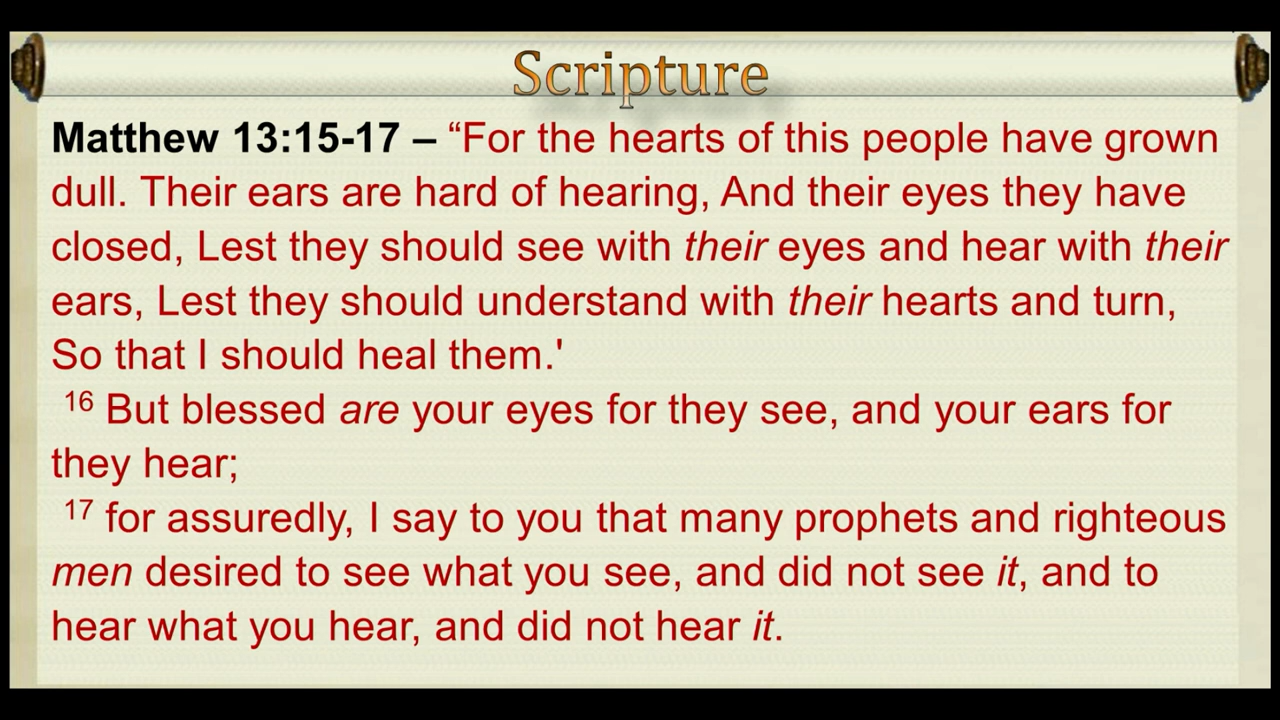 Scripture
Matthew 13:15-17 – “For the hearts of this people have grown
dull. Their ears are hard of hearing, And their eyes they have
closed, Lest they should see with their eyes and hear with their
ears, Lest they should understand with their hearts and turn,
So that I should heal them.'
16 But blessed are your eyes for they see, and your ears for
they hear;
17 for assuredly, I say to you that many prophets and righteous
men desired to see what you see, and did not see it, and to
hear what you hear, and did not hear it.